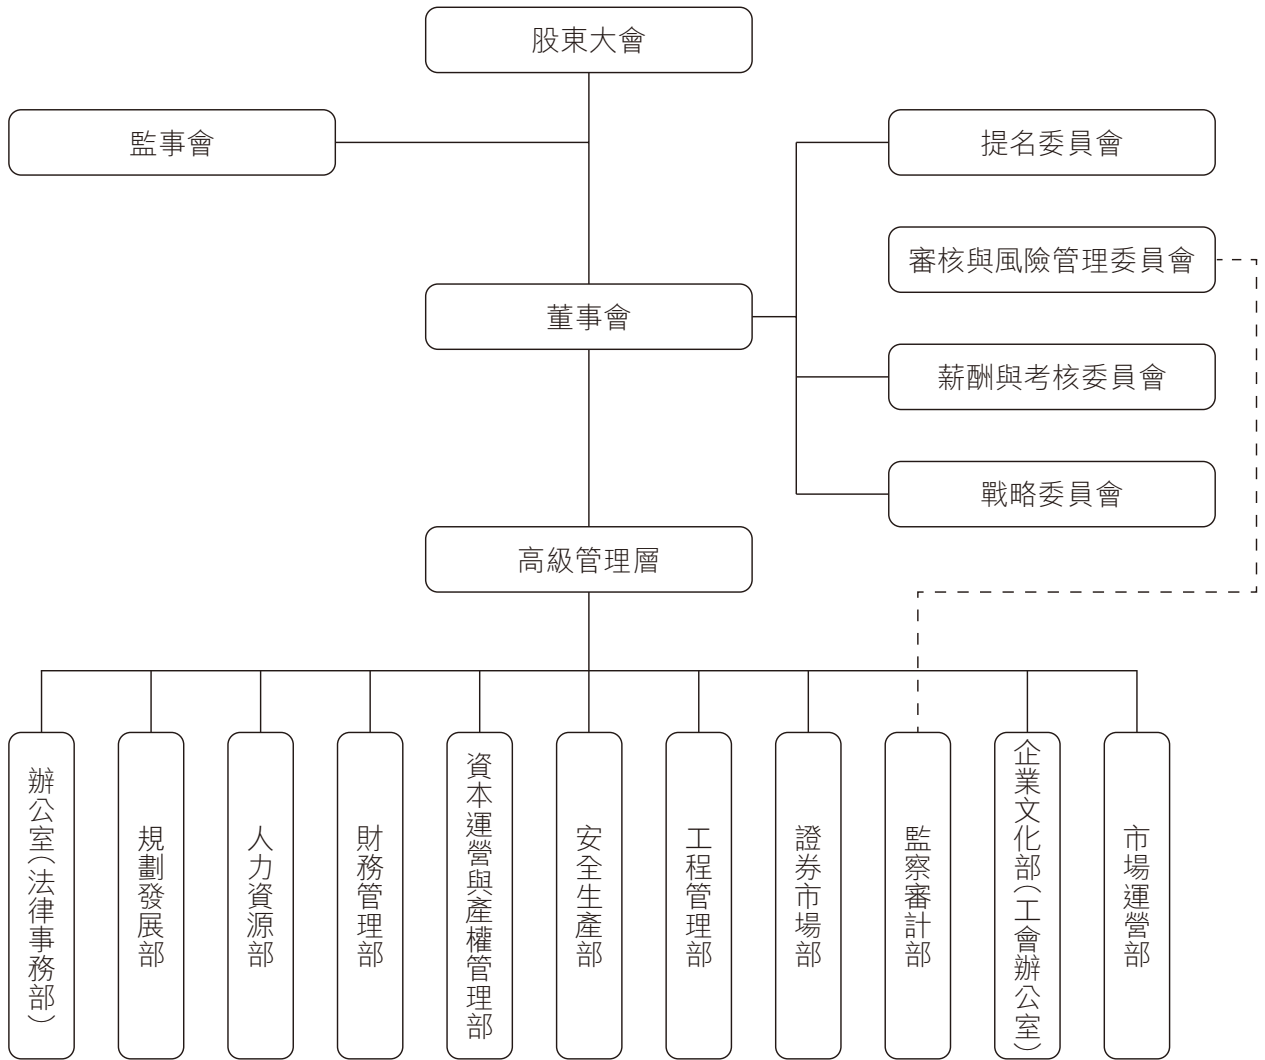 股東大會
監事會
提名委員會
審核與風險管理委員會
董事會
薪酬與考核委員會
戰略委員會
高級管理層
辦公室(法律事務部)
規劃發展部
人力資源部
財務管理部
資本運營與產權管理部
安全生產部
工程管理部
證券市場部
監察審計部
企業文化部(工會辦公室)
市場運營部